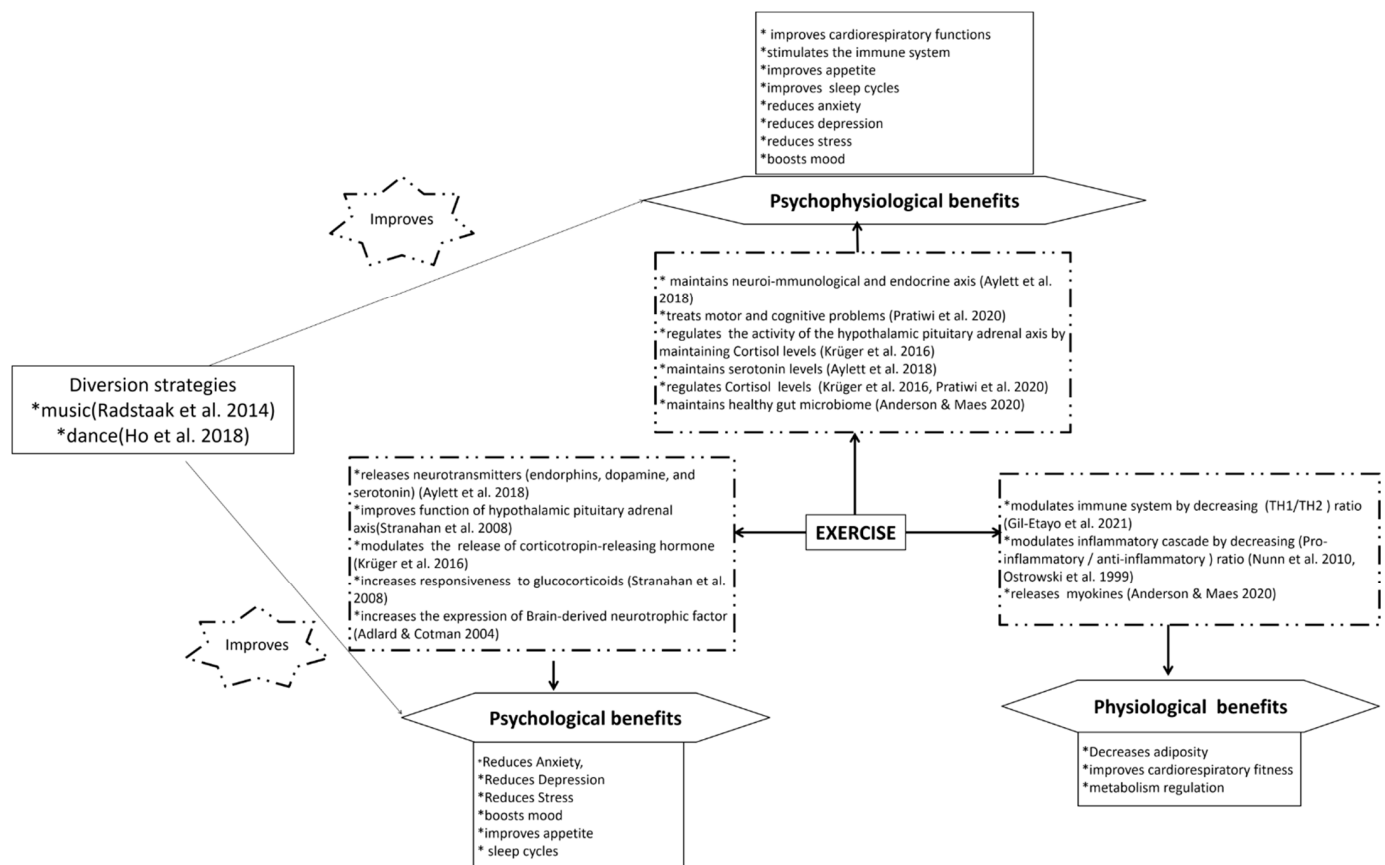 * improves cardiorespiratory functions
*stimulates the immune system
*improves appetite
*improves sleep cycles
*reduces anxiety
*reduces depression
*reduces stress
*boosts mood
Psychophysiological benefits
Improves
* maintains neuroi-mmunological and endocrine axis (Aylett et al.
2018)
*treats motor and cognitive problems (Pratiwi et al. 2020)
*regulates the activity of the hypothalamic pituitary adrenal axis by
maintaining Cortisol levels (Krüger et al. 2016)
*maintains serotonin levels (Aylett et al. 2018)
*regulates Cortisol levels (Krüger et al. 2016, Pratiwi et al. 2020)
*maintains healthy gut microbiome (Anderson & Maes 2020)
Diversion strategies
*music(Radstaak et al. 2014)
*dance(Ho et al. 2018)
*releases neurotransmitters (endorphins, dopamine, and
serotonin) (Aylett et al. 2018)
*improves function of hypothalamic pituitary adrenal
axis(Stranahan et al. 2008)
*modulates the release of corticotropin-releasing hormone
(Krüger et al. 2016)
*increases responsiveness to glucocorticoids (Stranahan et al.
2008)
*increases the expression of Brain-derived neurotrophic factor
(Adlard & Cotman 2004)
EXERCISE
*modulates immune system by decreasing (TH1/TH2 ) ratio
(Gil-Etayo et al. 2021)
*modulates inflammatory cascade by decreasing (Pro-
inflammatory / anti-inflammatory ) ratio (Nunn et al. 2010,
Ostrowski et al. 1999)
*releases myokines (Anderson & Maes 2020)
Improves
Psychological benefits
*Reduces Anxiety,
*Reduces Depression
*Reduces Stress
*boosts mood
*improves appetite
* sleep cycles
Physiological benefits
*Decreases adiposity
*improves cardiorespiratory fitness
*metabolism regulation